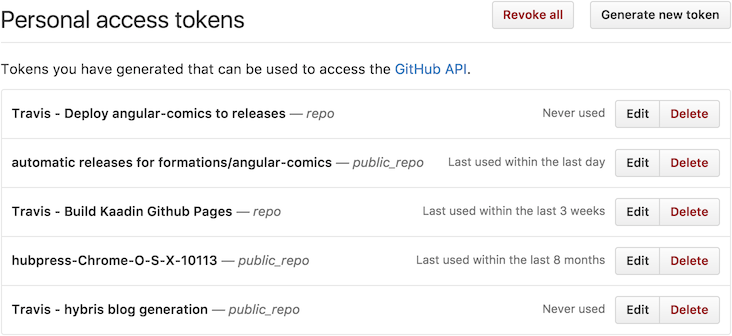 Personal access tokens Revoke all Generate new token
Tokens you have generated that can be used to access the GitHub API.
Travis - Deploy angular-comics to releases — repo Never used Edit Delete
automatic releases for formations/angular-comics — public_repo Last used within the last day Edit Delete
Travis - Build Kaadin Github Pages — repo Last used within the last 3 weeks Edit Delete
hubpress-Chrome-O-S-X-10113 — public_repo Last used within the last 8 months Edit Delete
Travis - hybris blog generation — public_repo Never used Edit Delete